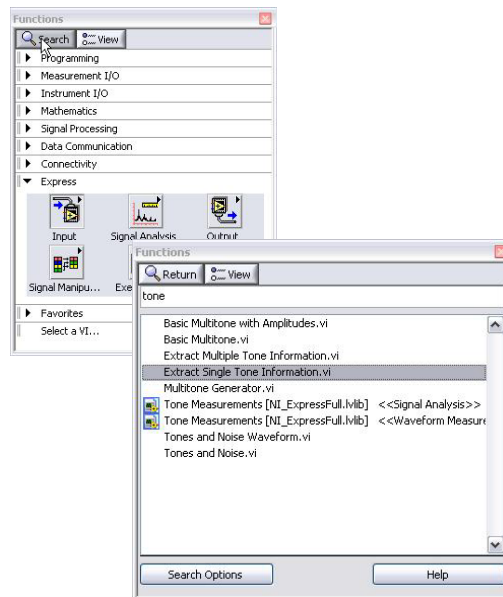 Functions
Search View
Programming
Measurement I/O
Instrument I/O
Mathematics
Signal Processing
Data Communication
Connectivity
Express
Input Signal Analysis Output
Signal Manipu... Exe
Favorites
Select a VI...
Functions
Return View
tone
Basic Multitone with Amplitudes.vi
Basic Multitone.vi
Extract Multiple Tone Information.vi
Extract Single Tone Information.vi
Multitone Generator.vi
Tone Measurements [NI_ExpressFull.lvlib] <<Signal Analysis>>
Tone Measurements [NI_ExpressFull.lvlib] <<Waveform Measure
Tones and Noise Waveform.vi
Tones and Noise.vi
Search Options Help